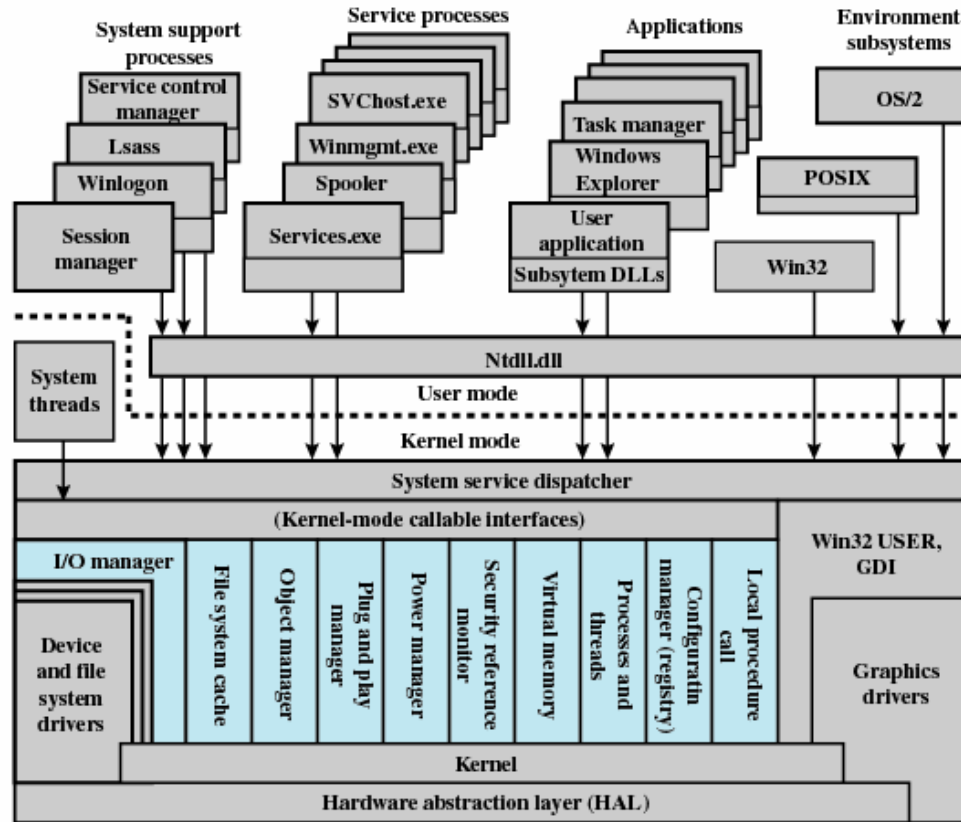 System support
processes
Service processes
Applications
Environment
subsystems
Service control
manager
Lsass
Winlogon
Session
manager
SVChost.exe
Winmgmt.exe
Spooler
Services.exe
Task manager
Windows
Explorer
User
application
Subsytem DLLs
OS/2
POSIX
Win32
System
threads
Ntdll.dll
User mode
Kernel mode
System service dispatcher
(Kernel-mode callable interfaces)
Win32 USER,
GDI
I/O manager
Device
and file
system
drivers
File system cache
Object manager
Plug and play
manager
Power manager
Security reference
monitor
Virtual memory
Processes and
threads
Configuratin
manager (registry)
Local procedure
call
Graphics
drivers
Kernel
Hardware abstraction layer (HAL)